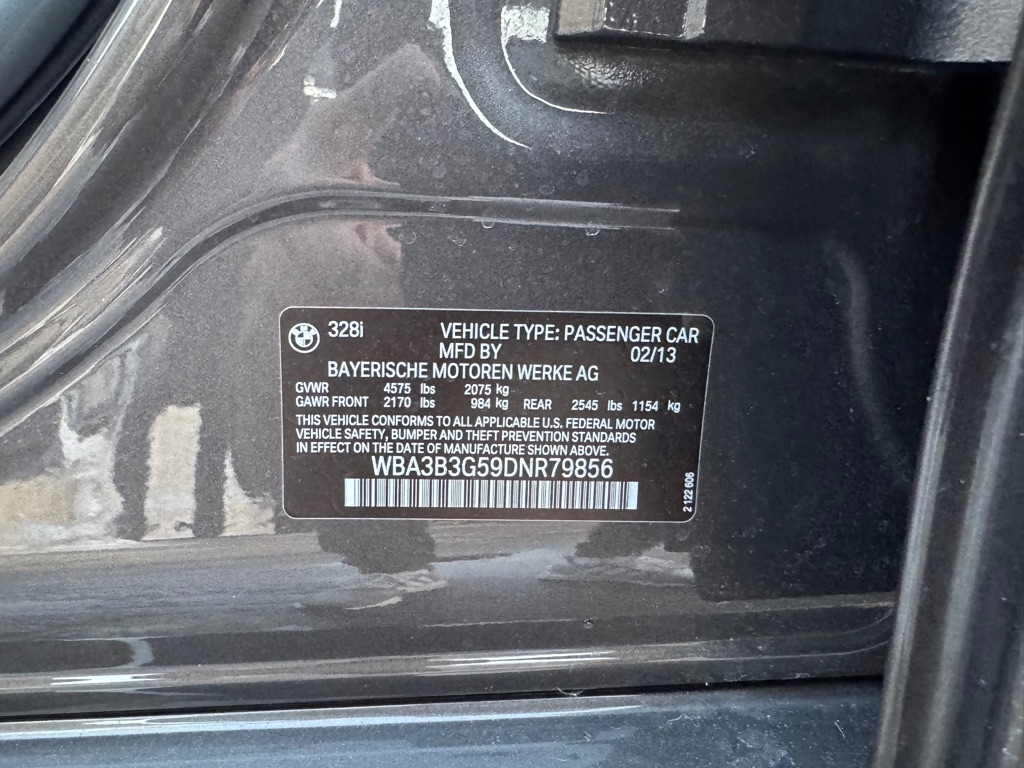 328i VEHICLE TYPE: PASSENGER CAR
MFD BY 02/13
BAYERISCHE MOTOREN WERKE AG
GVWR 4575 lbs 2075 kg
GAWR FRONT 2170 lbs 984 kg REAR 2545 lbs 1154 kg
THIS VEHICLE CONFORMS TO ALL APPLICABLE U.S. FEDERAL MOTOR
VEHICLE SAFETY, BUMPER AND THEFT PREVENTION STANDARDS
IN EFFECT ON THE DATE OF MANUFACTURE SHOWN ABOVE.
WBA3B3G59DNR79856
2 122 606